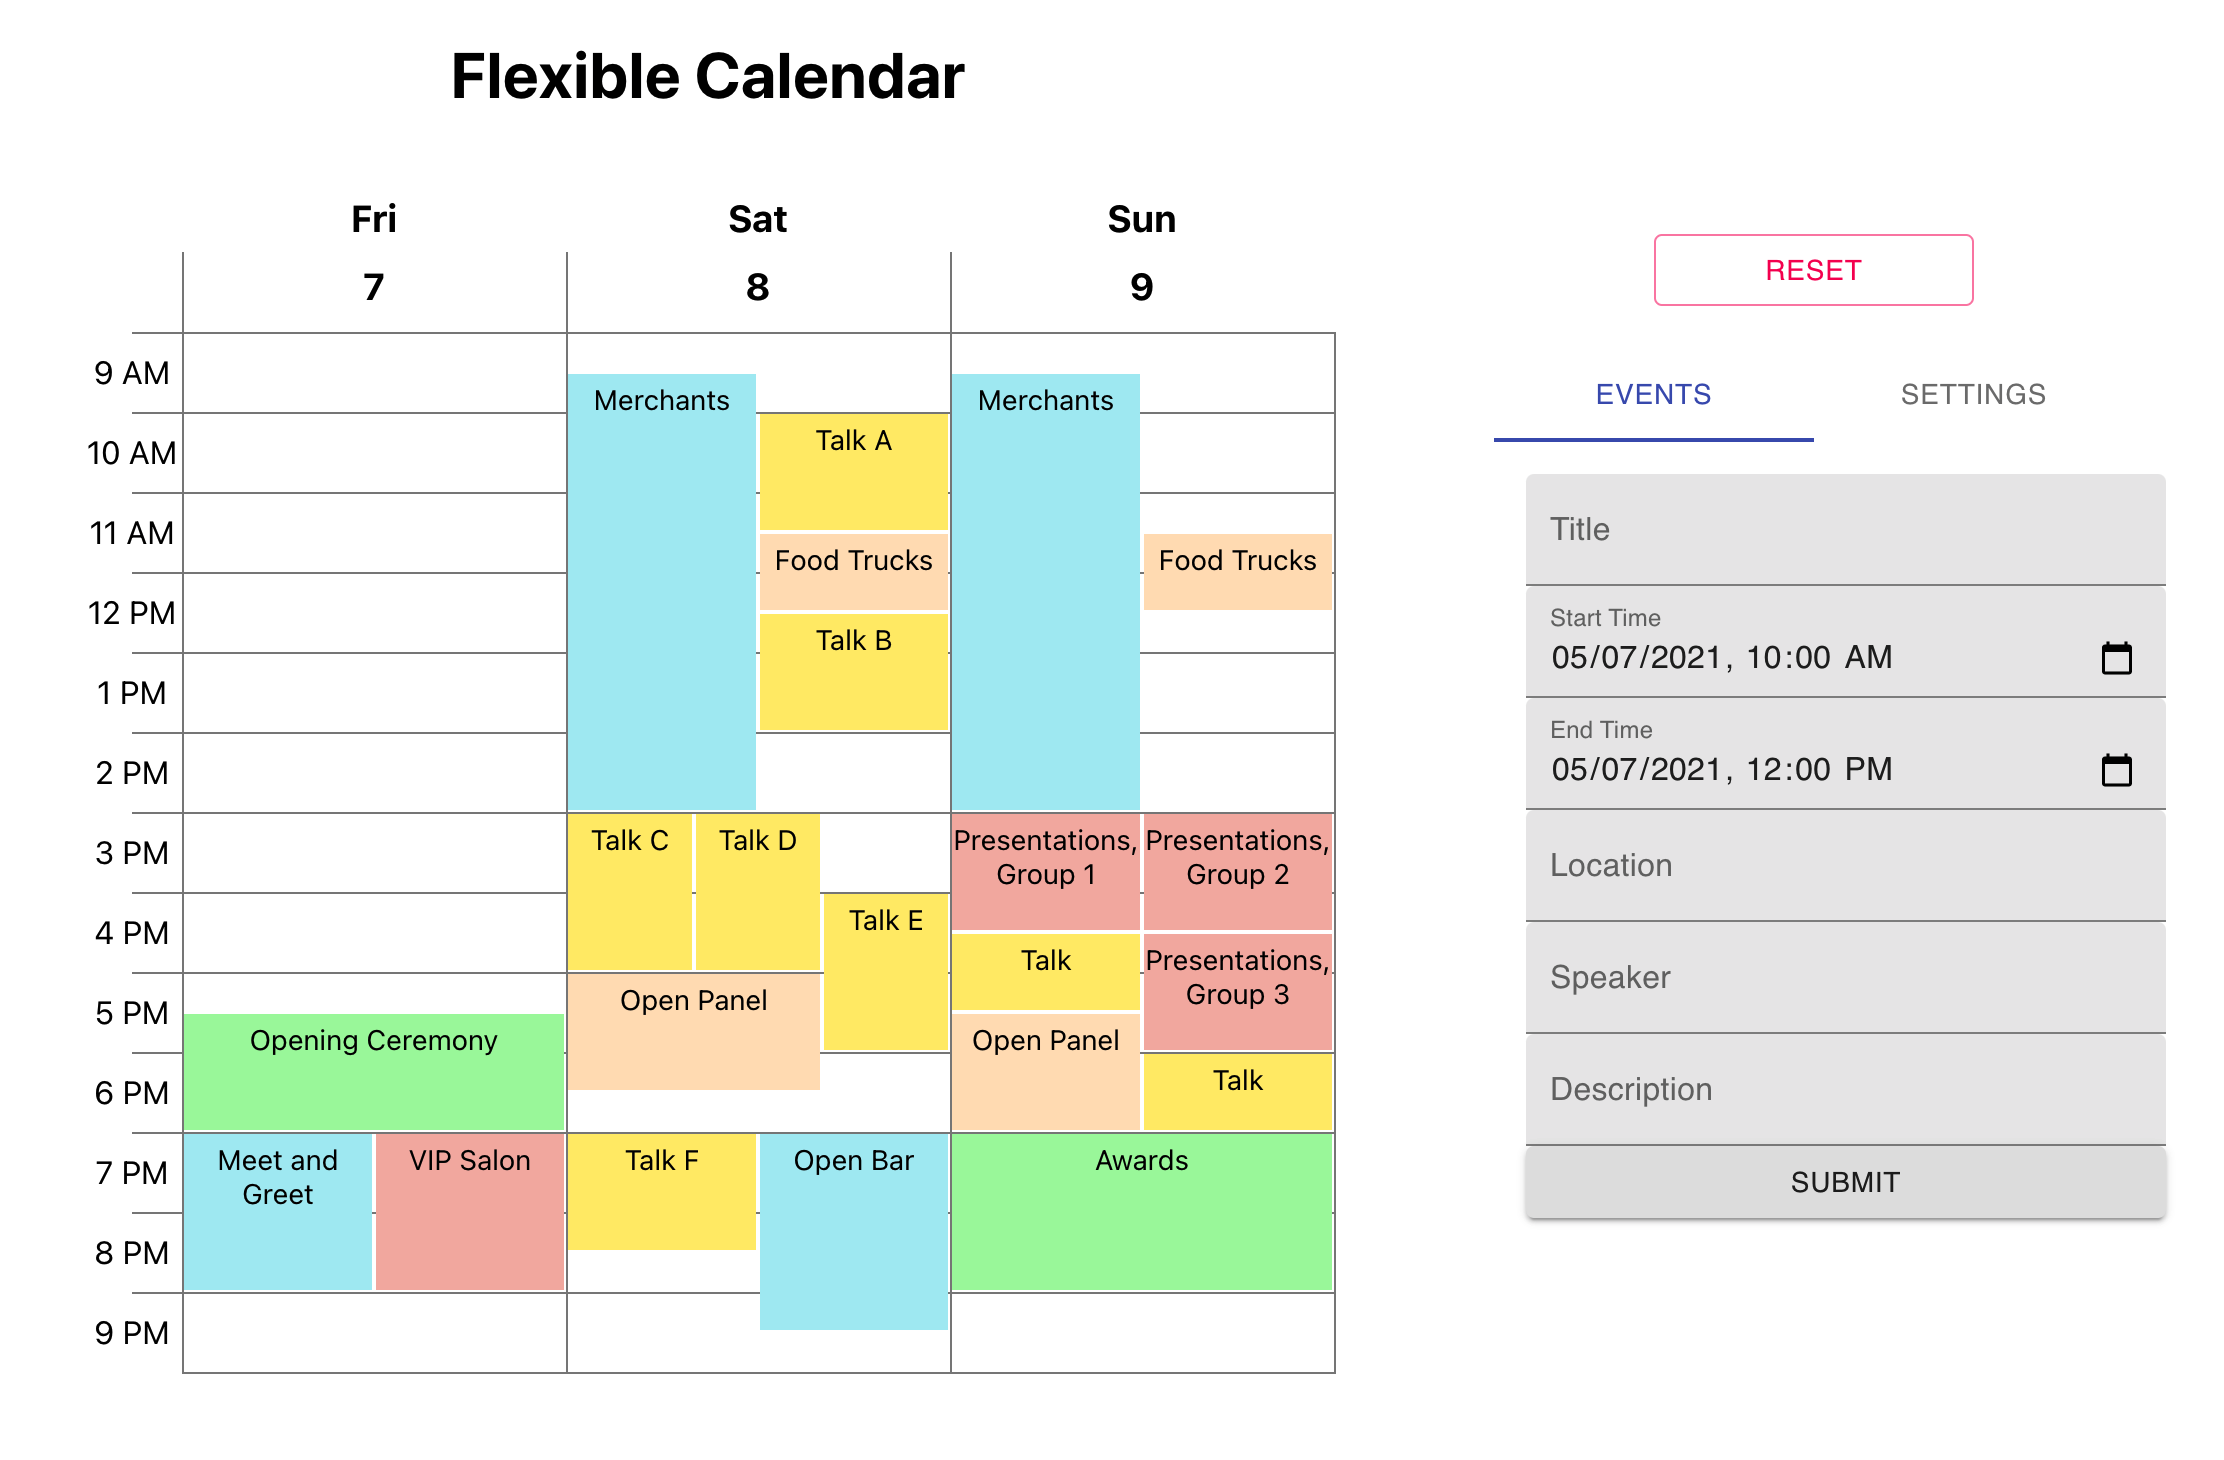 Flexible Calendar
Fri
Sat
Sun
7
8
9
9 AM
10 AM
11 AM
12 PM
1 PM
2 PM
3 PM
4 PM
5 PM
6 PM
7 PM
8 PM
9 PM
Opening Ceremony
Meet and
Greet
VIP Salon
Merchants
Talk A
Food Trucks
Talk B
Talk C
Talk D
Talk E
Open Panel
Talk F
Open Bar
Merchants
Food Trucks
Presentations,
Group 1
Presentations,
Group 2
Talk
Presentations,
Group 3
Open Panel
Talk
Awards
RESET
EVENTS
SETTINGS
Title
Start Time
05/07/2021, 10:00 AM
End Time
05/07/2021, 12:00 PM
Location
Speaker
Description
SUBMIT